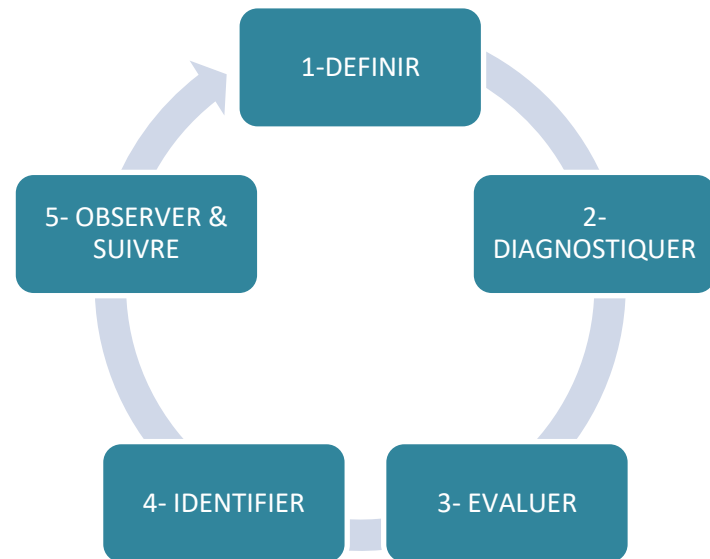 1-DEFINIR
2-
DIAGNOSTIQUER
3- EVALUER
4- IDENTIFIER
5- OBSERVER &
SUIVRE